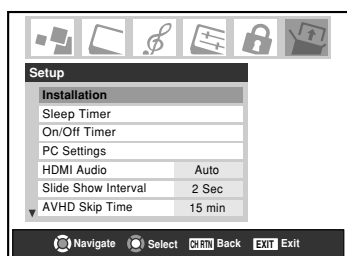 Setup
Installation
Sleep Timer
On/Off Timer
PC Settings
HDMI Audio Auto
Slide Show Interval 2 Sec
AVHD Skip Time 15 min
Navigate Select CH RTN Back EXIT Exit